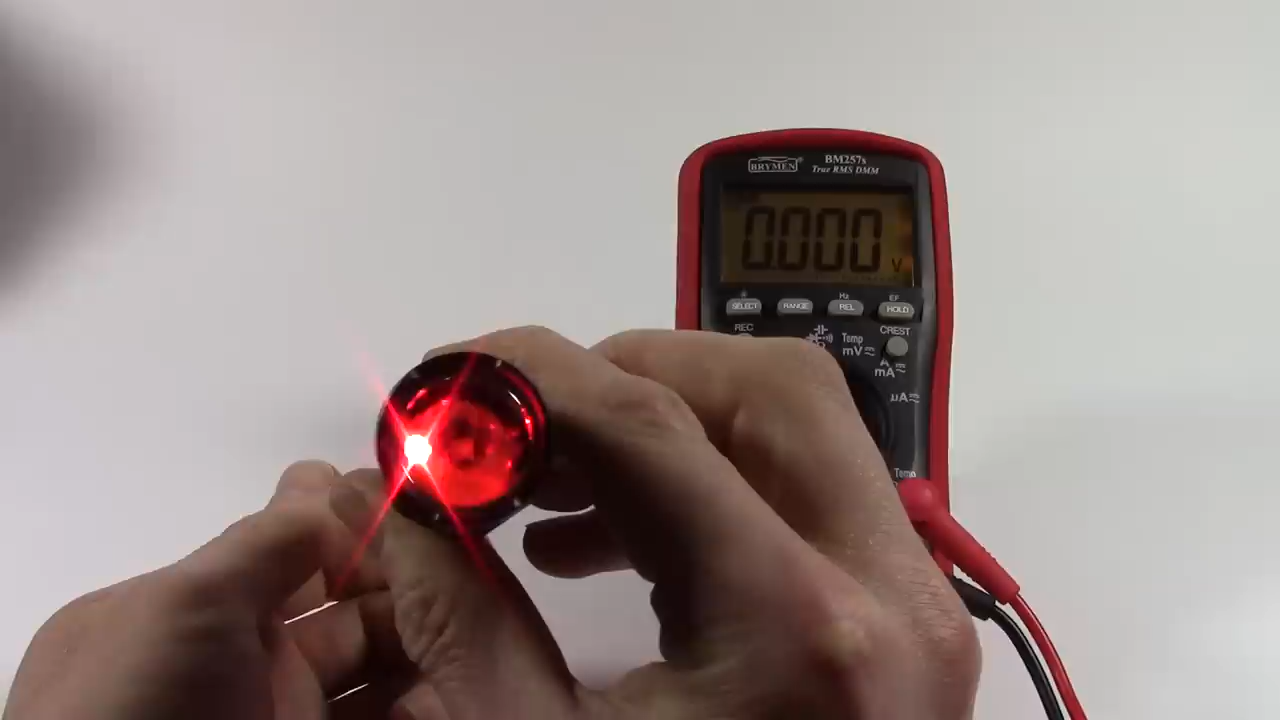 BRYMEN® BM257s
True RMS DMM
0.000 V
Hz EF
SELECT RANGE REL HOLD
REC CREST
Temp
mV
A
mA
µA
Temp